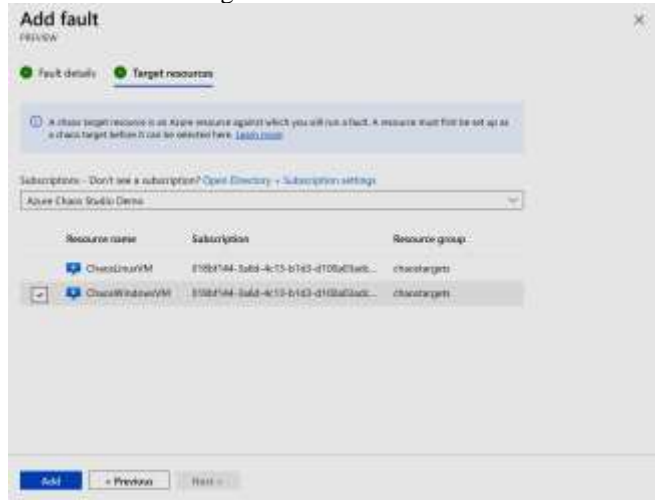 Add fault
PREVIEW
Fault details Target resources
A chaos target resource is an Azure resource against which you will run a fault. A resource must first be set up as
a chaos target before it can be selected here. Learn more
Subscriptions - Don't see a subscription? Open Directory + Subscription settings
Azure Chaos Studio Demo
Resource name Subscription Resource group
ChaosLinuxVM chaostargets
ChaosWindowsVM chaostargets
Add < Previous Next >